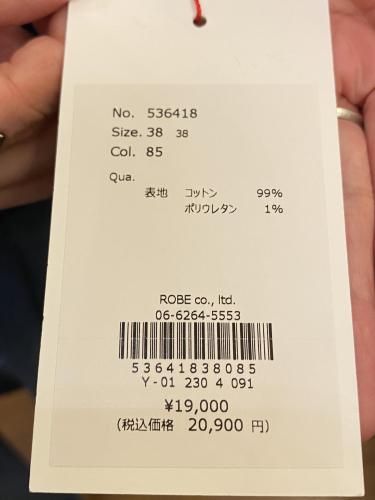 No. 536418
Size. 38 38
Col. 85
Qua.
表地 コットン 99%
ポリウレタン 1%
ROBE co., ltd.
06-6264-5553
53641838085
Y-01 230 4 091
¥19,000
(税込価格 20,900 円)